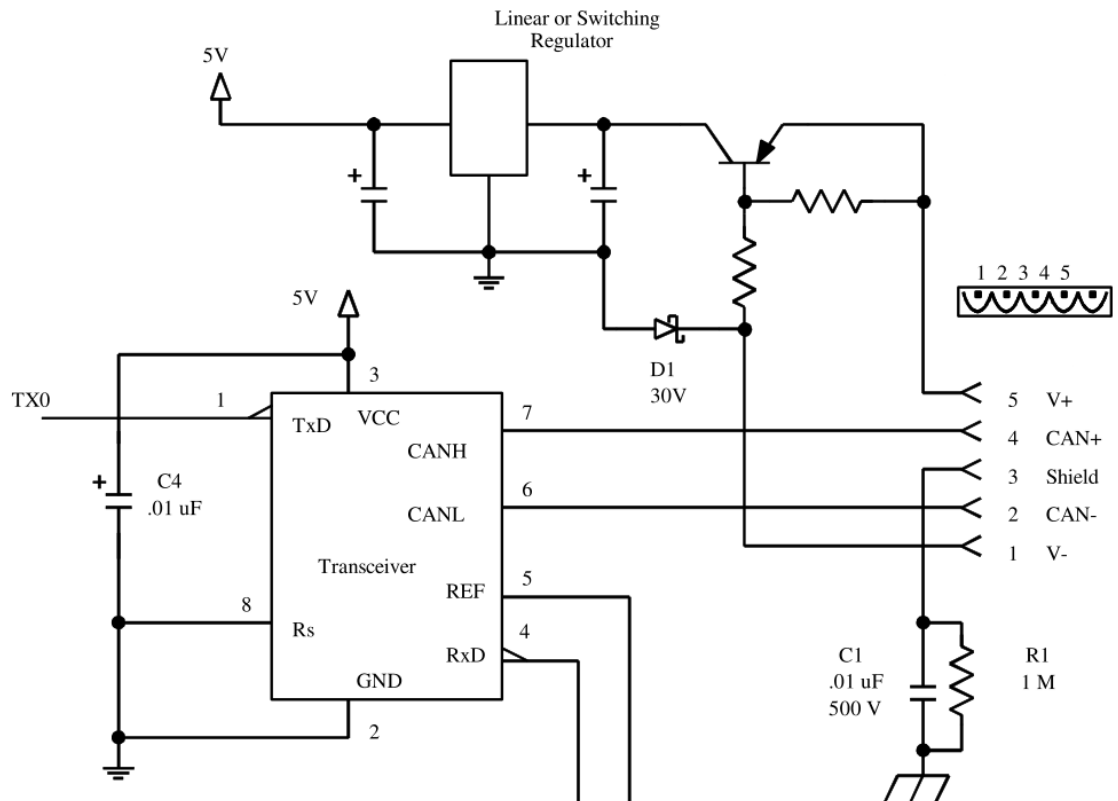 Linear or Switching
Regulator
5V
+
+
1 2 3 4 5
5V
D1
30V
TX0
1
3
TxD
VCC
7
CANH
5 V+
4 CAN+
3 Shield
2 CAN-
1 V-
+
C4
.01 uF
6
CANL
Transceiver
5
REF
8
Rs
4
RxD
GND
2
C1
.01 uF
500 V
R1
1 M